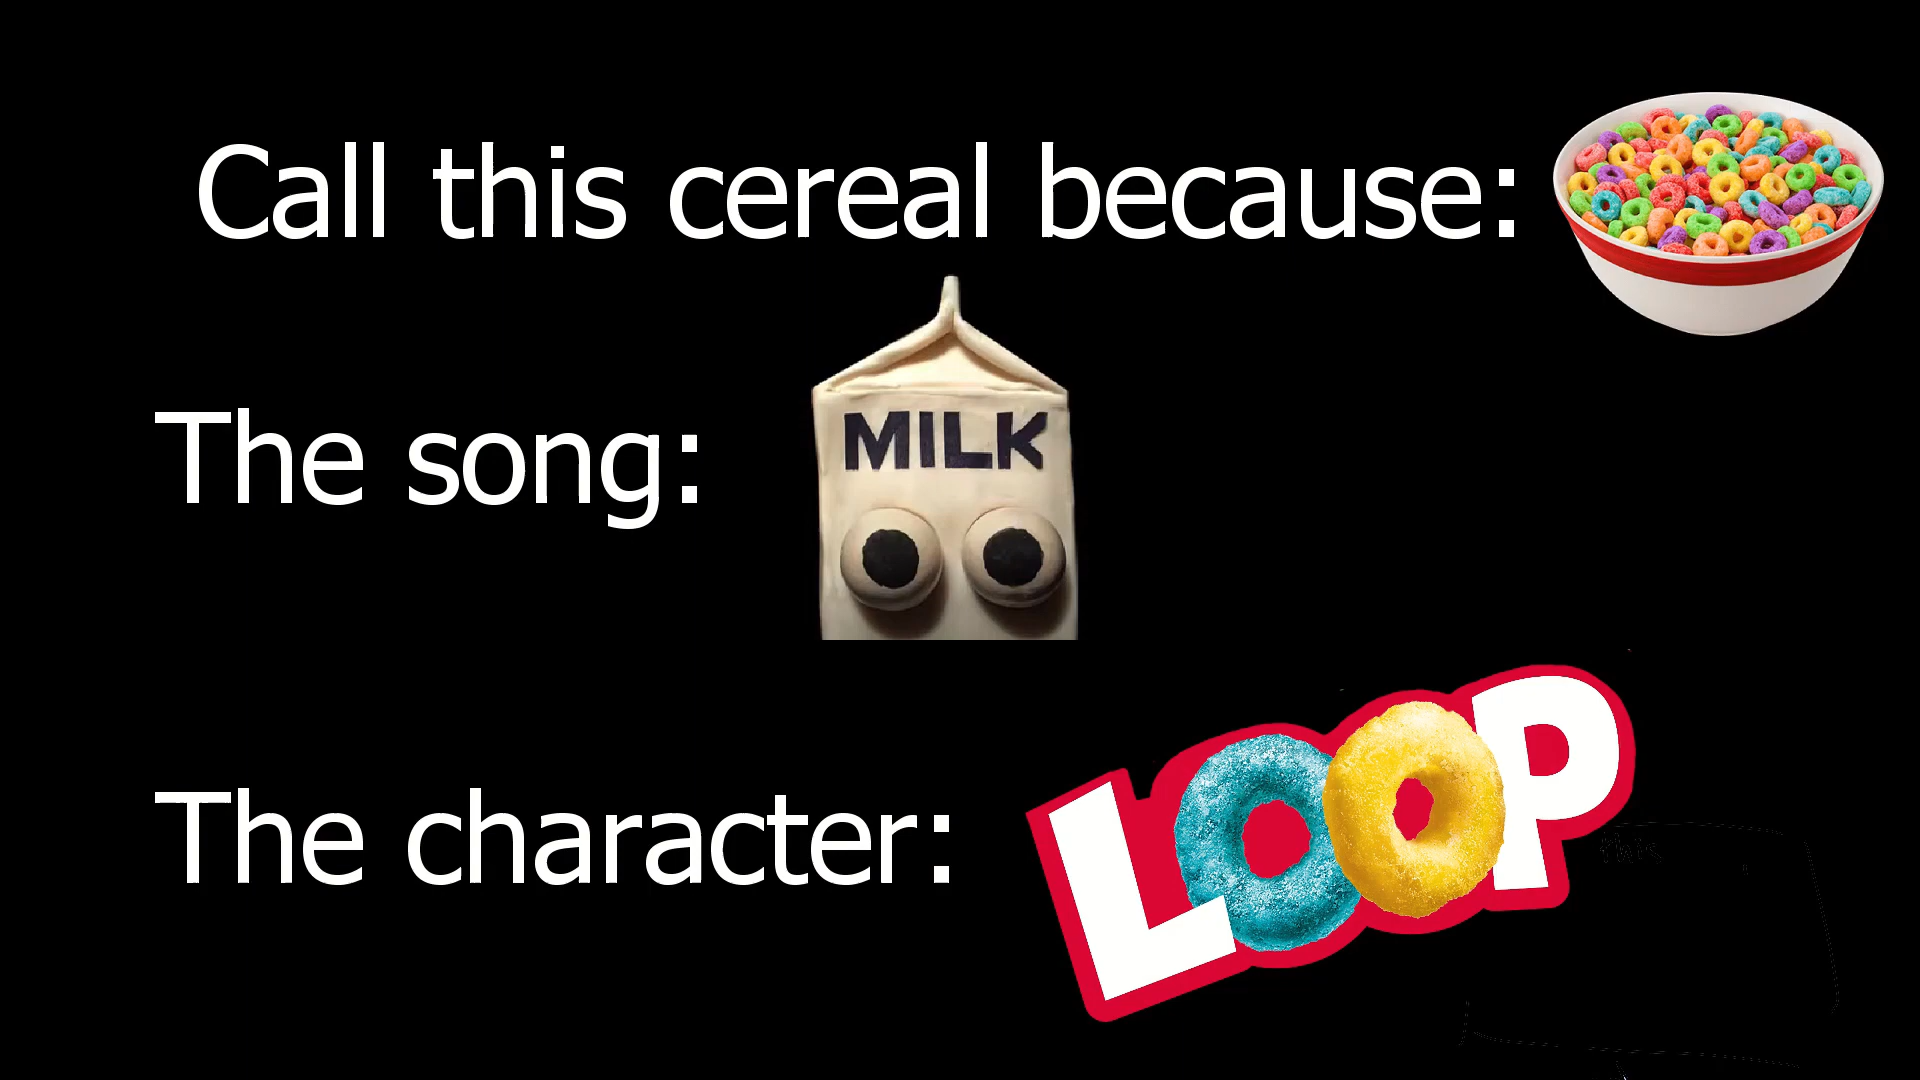 Call this cereal because:
MILK
The song:
LOOP
The character: